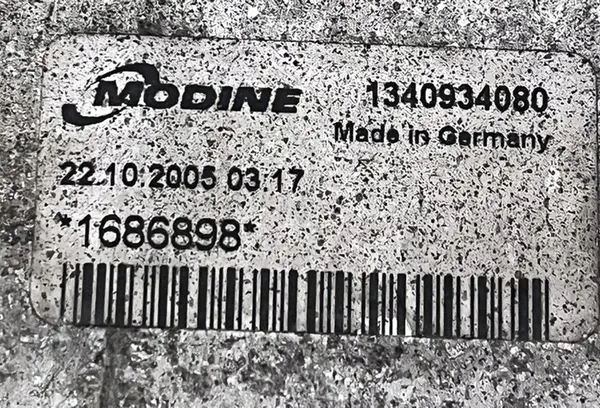 MODINE 1340934080
Made in Germany
22.10.2005 03:17
*1686898*